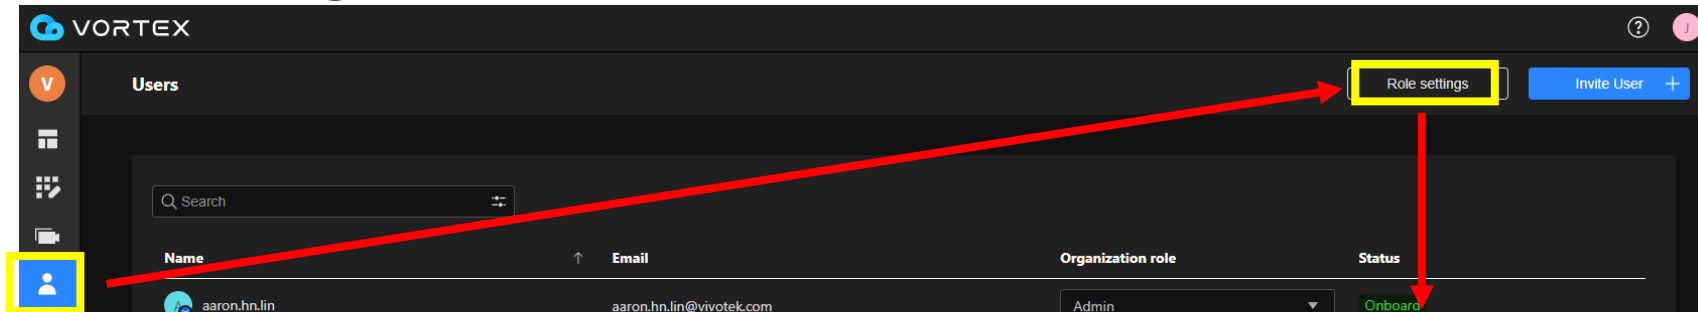 VORTEX
?
J
V
Users
Role settings
Invite User +
Search
Name ↑ Email Organization role Status
A aaron.hn.lin aaron.hn.lin@vivotek.com Admin Onboard